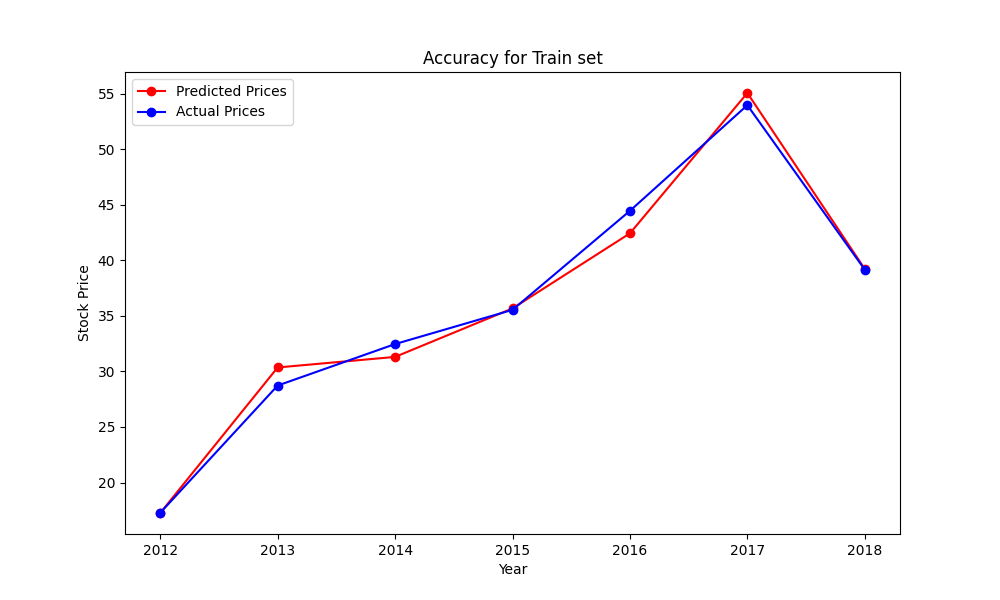 Accuracy for Train set
Predicted Prices
Actual Prices
55
50
45
40
35
30
25
20
Stock Price
2012 2013 2014 2015 2016 2017 2018
Year